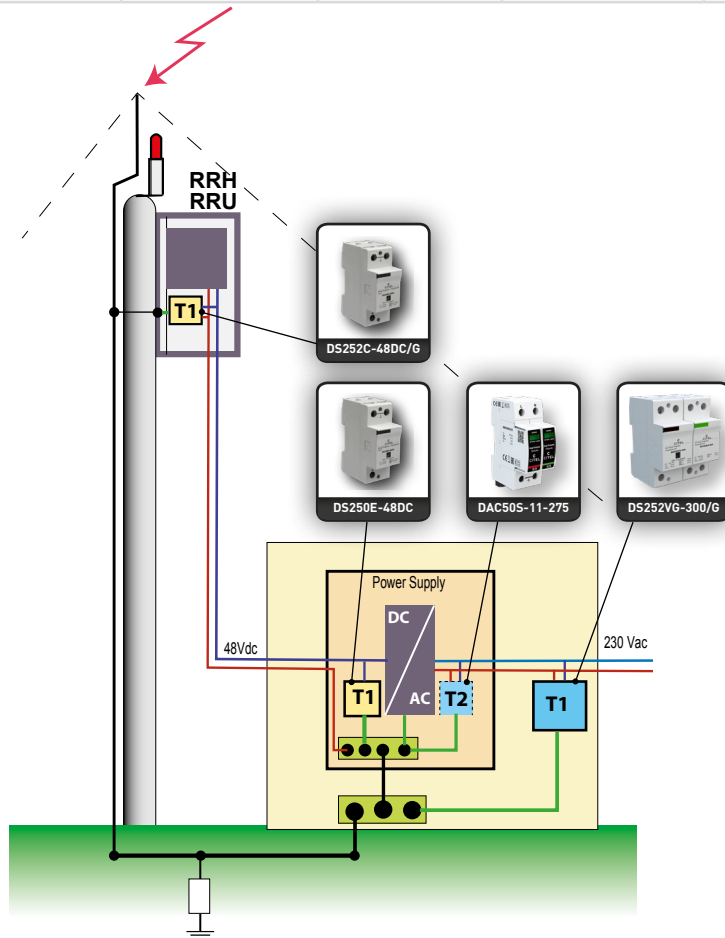 RRH
RRU
T1
DS252C-48DC/G
DS250E-48DC
DAC50S-11-275
DS252VG-300/G
Power Supply
DC
AC
48Vdc
230 Vac
T1
T2
T1